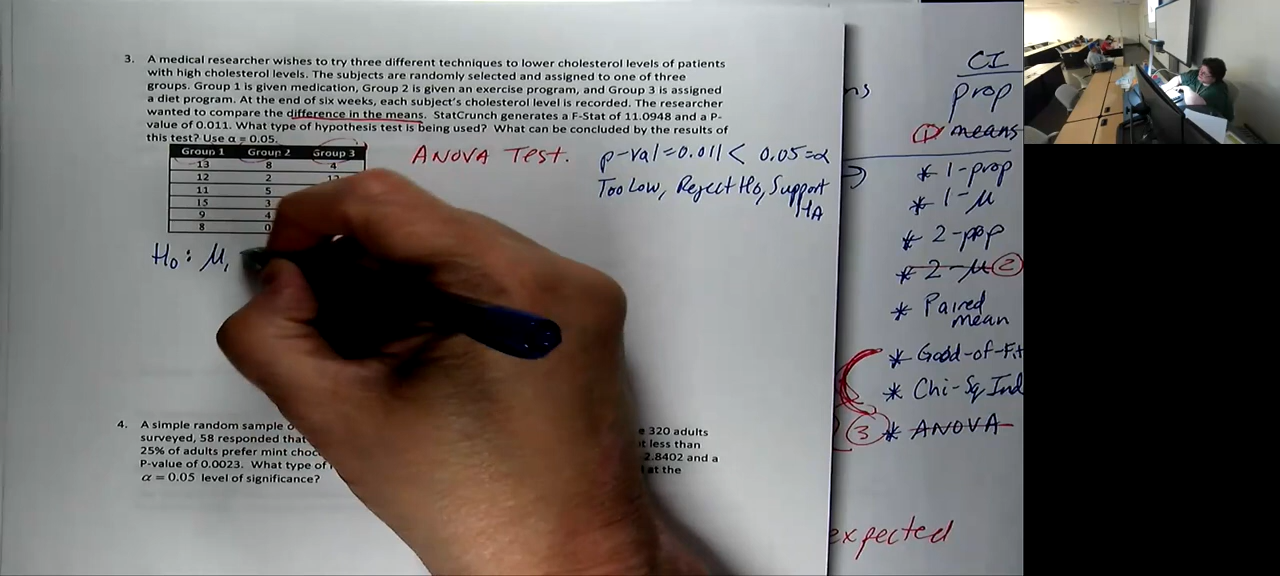 3. A medical researcher wishes to try three different techniques to lower cholesterol levels of patients
with high cholesterol levels. The subjects are randomly selected and assigned to one of three
groups. Group 1 is given medication, Group 2 is given an exercise program, and Group 3 is assigned
a diet program. At the end of six weeks, each subject's cholesterol level is recorded. The researcher
wanted to compare the difference in the means. StatCrunch generates a F-Stat of 11.0948 and a P-
value of 0.011. What type of hypothesis test is being used? What can be concluded by the results of
this test? Use α = 0.05.
Group 1 Group 2 Group 3
13 8 4
12 2
11 5
15 3
9 4
8 0
ANOVA Test.
p-val=0.011 < 0.05=α
Too Low, Reject H0, Support
HA
H0: μ1
4. A simple random sample e 320 adults
surveyed, 58 responded that t less than
25% of adults prefer mint choc 2.8402 and a
P-value of 0.0023. What type of at the
α = 0.05 level of significance?
CI
prop
① means
* 1-prop
* 1-μ
* 2-prop
* 2-μ ②
* Paired
mean
* Good-of-Fit
* Chi-Sq Ind
③ * ANOVA
expected